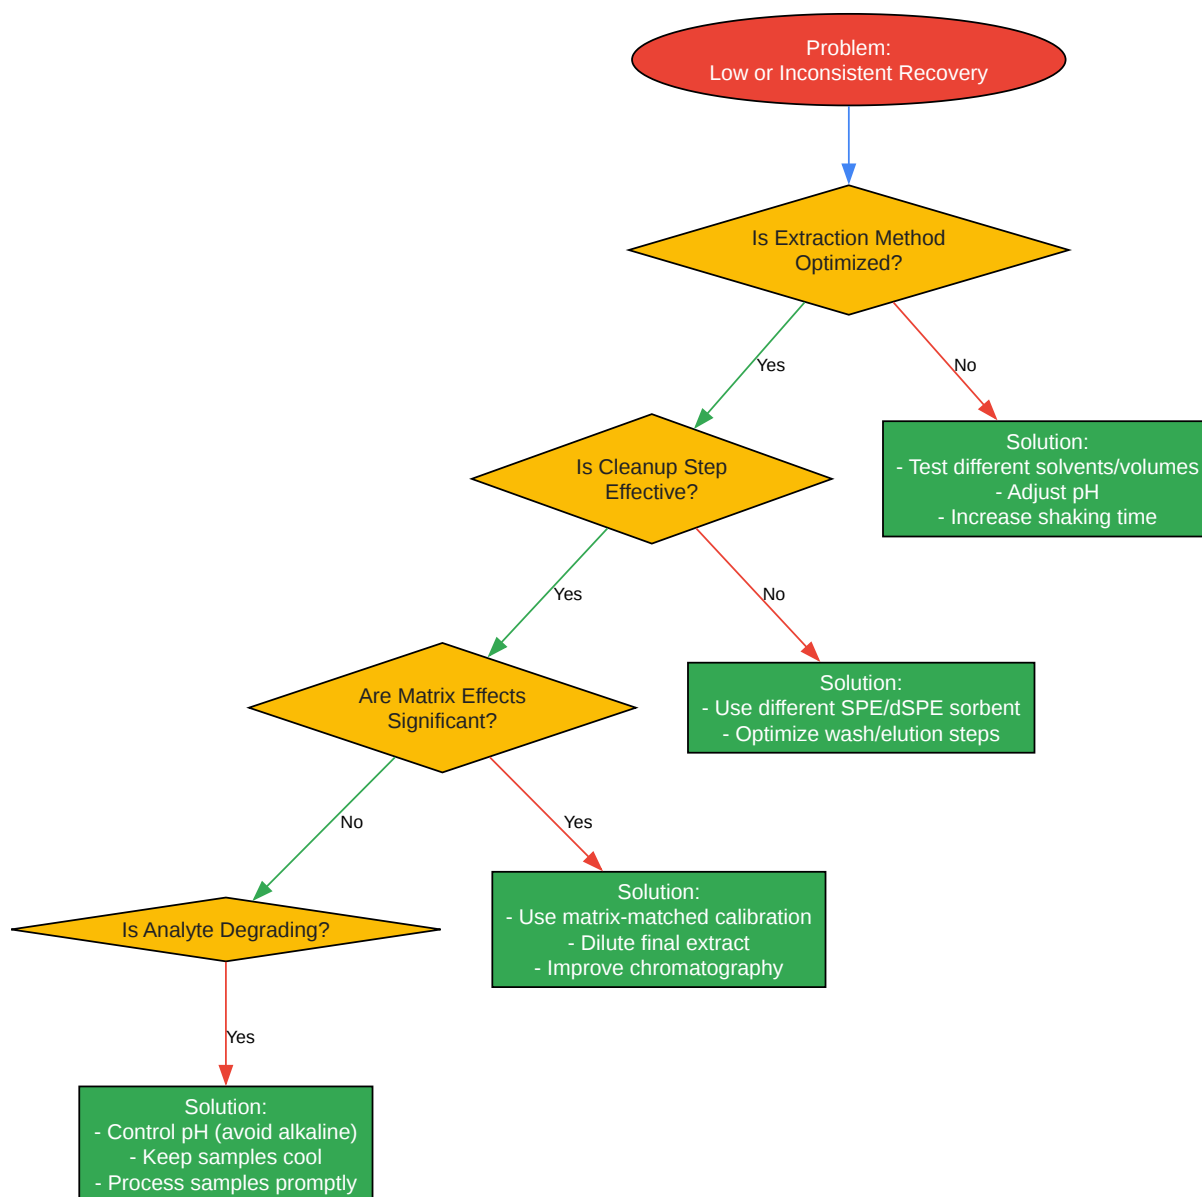 Problem:
Low or Inconsistent Recovery
Is Extraction Method
Optimized?
Yes
No
Solution:
- Test different solvents/volumes
- Adjust pH
- Increase shaking time
Is Cleanup Step
Effective?
Yes
No
Solution:
- Use different SPE/dSPE sorbent
- Optimize wash/elution steps
Are Matrix Effects
Significant?
No
Yes
Solution:
- Use matrix-matched calibration
- Dilute final extract
- Improve chromatography
Is Analyte Degrading?
Yes
Solution:
- Control pH (avoid alkaline)
- Keep samples cool
- Process samples promptly